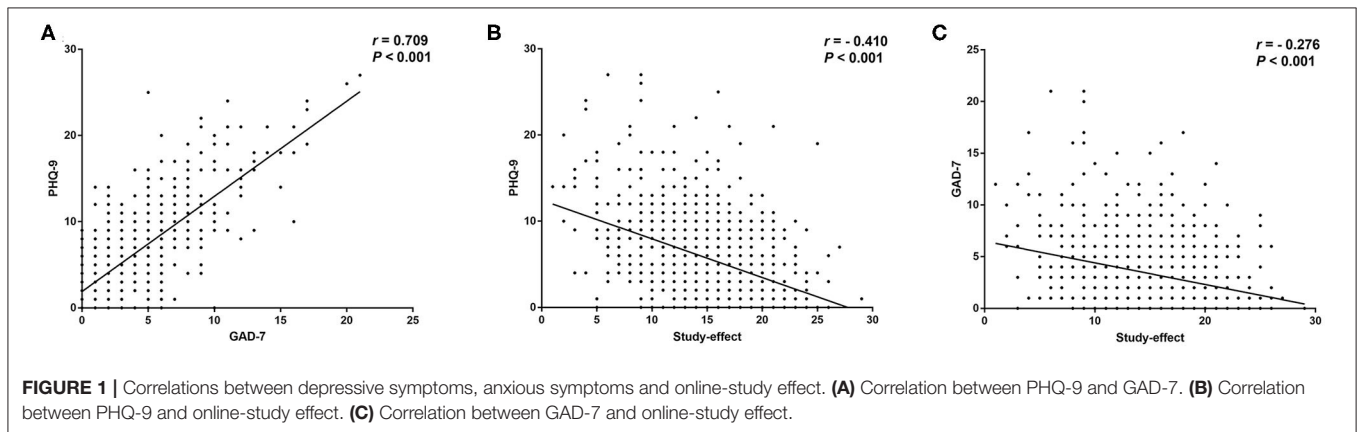 A
r = 0.709
P < 0.001
30
20
10
0
PHQ-9
0 5 10 15 20 25
GAD-7
B
r = - 0.410
P < 0.001
30
20
10
0
PHQ-9
0 5 10 15 20 25 30
Study-effect
C
r = - 0.276
P < 0.001
25
20
15
10
5
0
GAD-7
0 10 20 30
Study-effect
FIGURE 1 | Correlations between depressive symptoms, anxious symptoms and online-study effect. (A) Correlation between PHQ-9 and GAD-7. (B) Correlation
between PHQ-9 and online-study effect. (C) Correlation between GAD-7 and online-study effect.